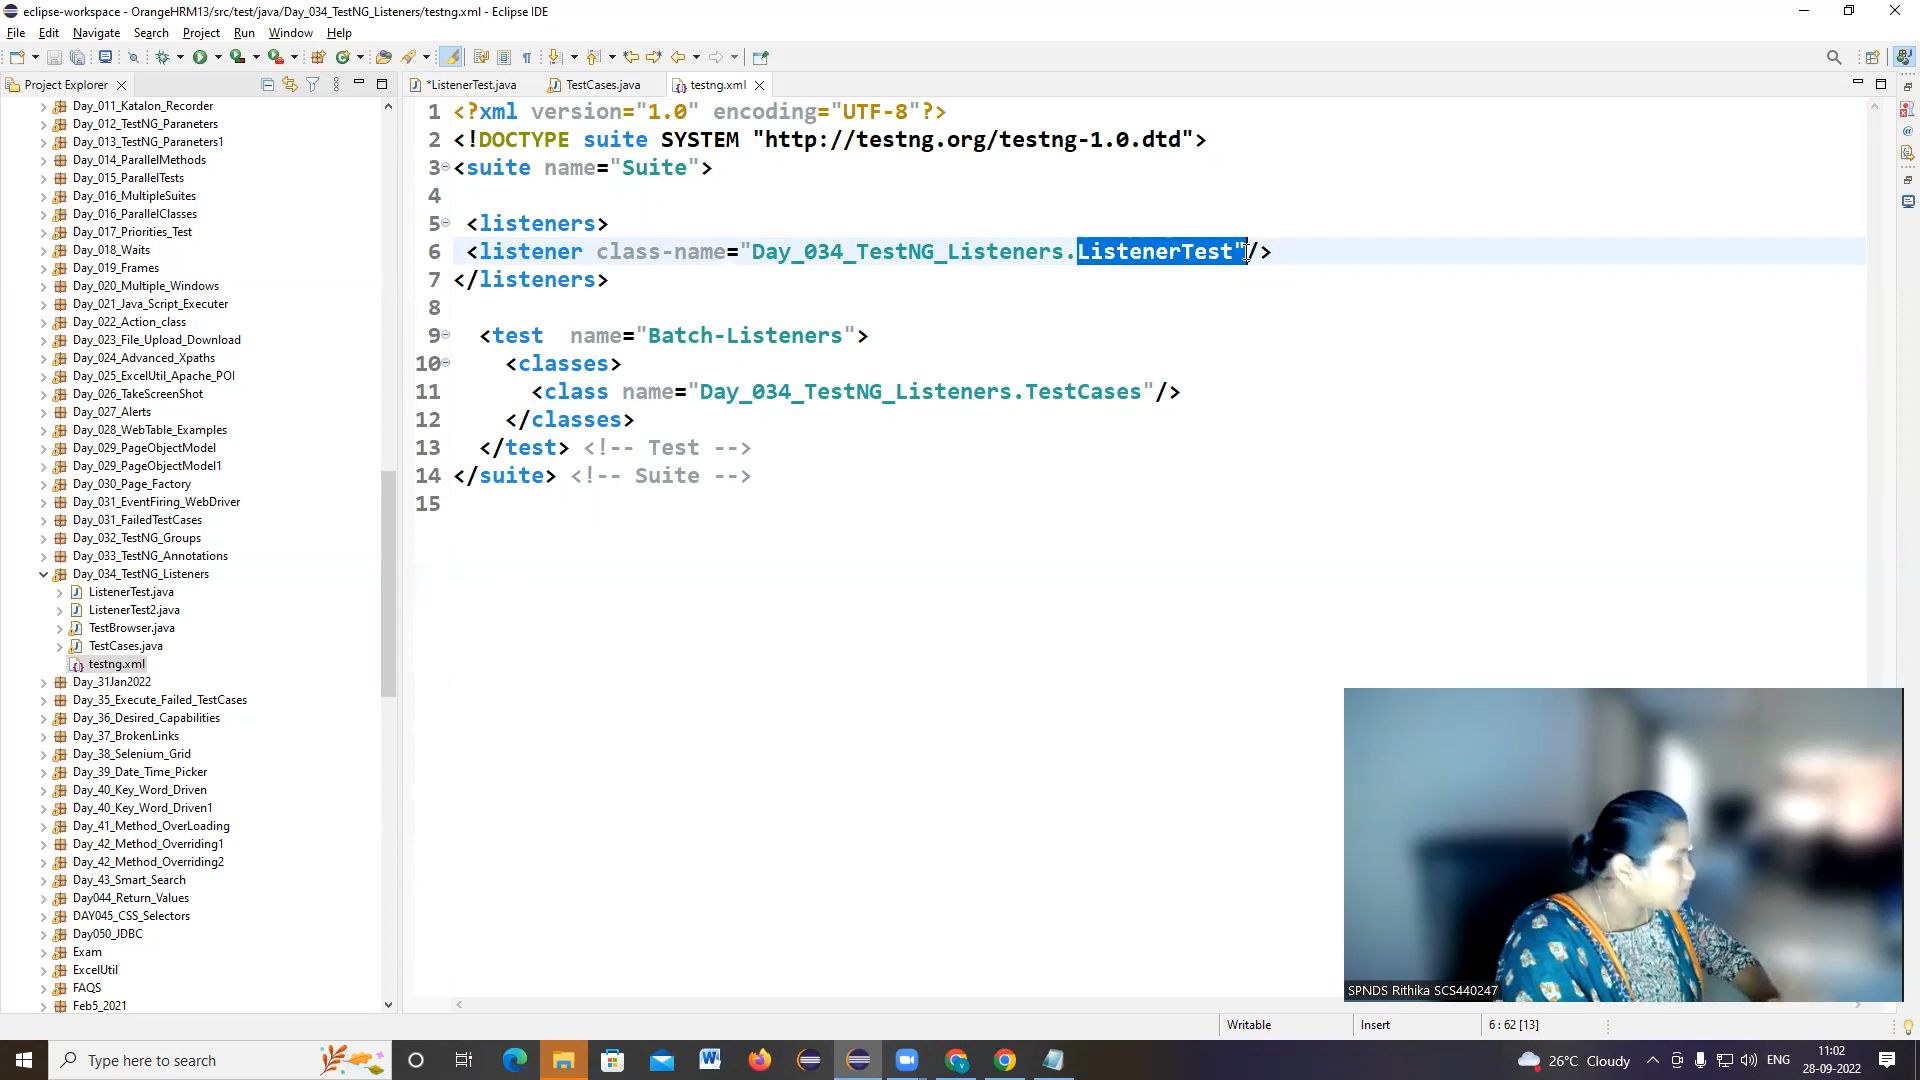 eclipse-workspace - OrangeHRM13/src/test/java/Day_034_TestNG_Listeners/testng.xml - Eclipse IDE
File Edit Navigate Search Project Run Window Help
Project Explorer
*ListenerTest.java TestCases.java testng.xml
Day_011_Katalon_Recorder
Day_012_TestNG_Paraneters
Day_013_TestNG_Paraneters1
Day_014_ParallelMethods
Day_015_ParallelTests
Day_016_MultipleSuites
Day_016_ParallelClasses
Day_017_Priorities_Test
Day_018_Waits
Day_019_Frames
Day_020_Multiple_Windows
Day_021_Java_Script_Executer
Day_022_Action_class
Day_023_File_Upload_Download
Day_024_Advanced_Xpaths
Day_025_ExcelUtil_Apache_POI
Day_026_TakeScreenShot
Day_027_Alerts
Day_028_WebTable_Examples
Day_029_PageObjectModel
Day_029_PageObjectModel1
Day_030_Page_Factory
Day_031_EventFiring_WebDriver
Day_031_FailedTestCases
Day_032_TestNG_Groups
Day_033_TestNG_Annotations
Day_034_TestNG_Listeners
ListenerTest.java
ListenerTest2.java
TestBrowser.java
TestCases.java
testng.xml
Day_31Jan2022
Day_35_Execute_Failed_TestCases
Day_36_Desired_Capabilities
Day_37_BrokenLinks
Day_38_Selenium_Grid
Day_39_Date_Time_Picker
Day_40_Key_Word_Driven
Day_40_Key_Word_Driven1
Day_41_Method_OverLoading
Day_42_Method_Overriding1
Day_42_Method_Overriding2
Day_43_Smart_Search
Day044_Return_Values
DAY045_CSS_Selectors
Day050_JDBC
Exam
ExcelUtil
FAQS
Feb5_2021
1 <?xml version="1.0" encoding="UTF-8"?>
2 <!DOCTYPE suite SYSTEM "http://testng.org/testng-1.0.dtd">
3 <suite name="Suite">
4
5 <listeners>
6 <listener class-name="Day_034_TestNG_Listeners.ListenerTest"/>
7 </listeners>
8
9 <test name="Batch-Listeners">
10 <classes>
11 <class name="Day_034_TestNG_Listeners.TestCases"/>
12 </classes>
13 </test> <!-- Test -->
14 </suite> <!-- Suite -->
15
SPNDS Rithika SCS440247
Writable Insert 6 : 62 [13]
Type here to search
26°C Cloudy ENG 11:02
28-09-2022